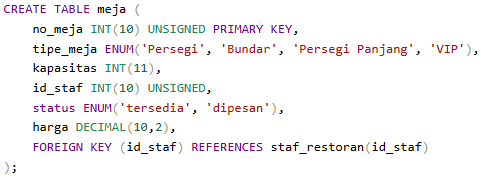 CREATE TABLE meja (
    no_meja INT(10) UNSIGNED PRIMARY KEY,
    tipe_meja ENUM('Persegi', 'Bundar', 'Persegi Panjang', 'VIP'),
    kapasitas INT(11),
    id_staf INT(10) UNSIGNED,
    status ENUM('tersedia', 'dipesan'),
    harga DECIMAL(10,2),
    FOREIGN KEY (id_staf) REFERENCES staf_restoran(id_staf)
);